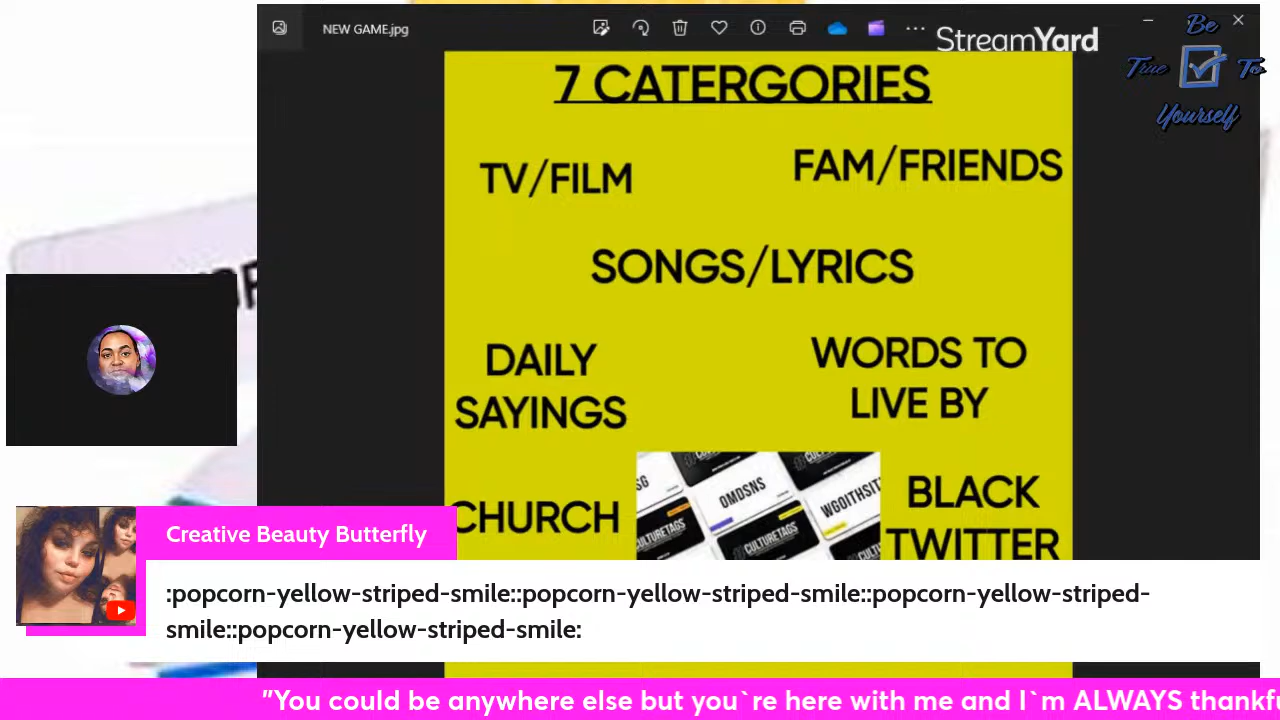 NEW GAME.jpg
StreamYard
Be
True To
Yourself
7 CATERGORIES
TV/FILM
FAM/FRIENDS
SONGS/LYRICS
DAILY
SAYINGS
WORDS TO
LIVE BY
CHURCH
OMDSNS
WGOITHSIT
CULTURETAGS
CULTURETAGS
BLACK
TWITTER
Creative Beauty Butterfly
:popcorn-yellow-striped-smile::popcorn-yellow-striped-smile::popcorn-yellow-striped-
smile::popcorn-yellow-striped-smile:
"You could be anywhere else but you`re here with me and I`m ALWAYS thankfu